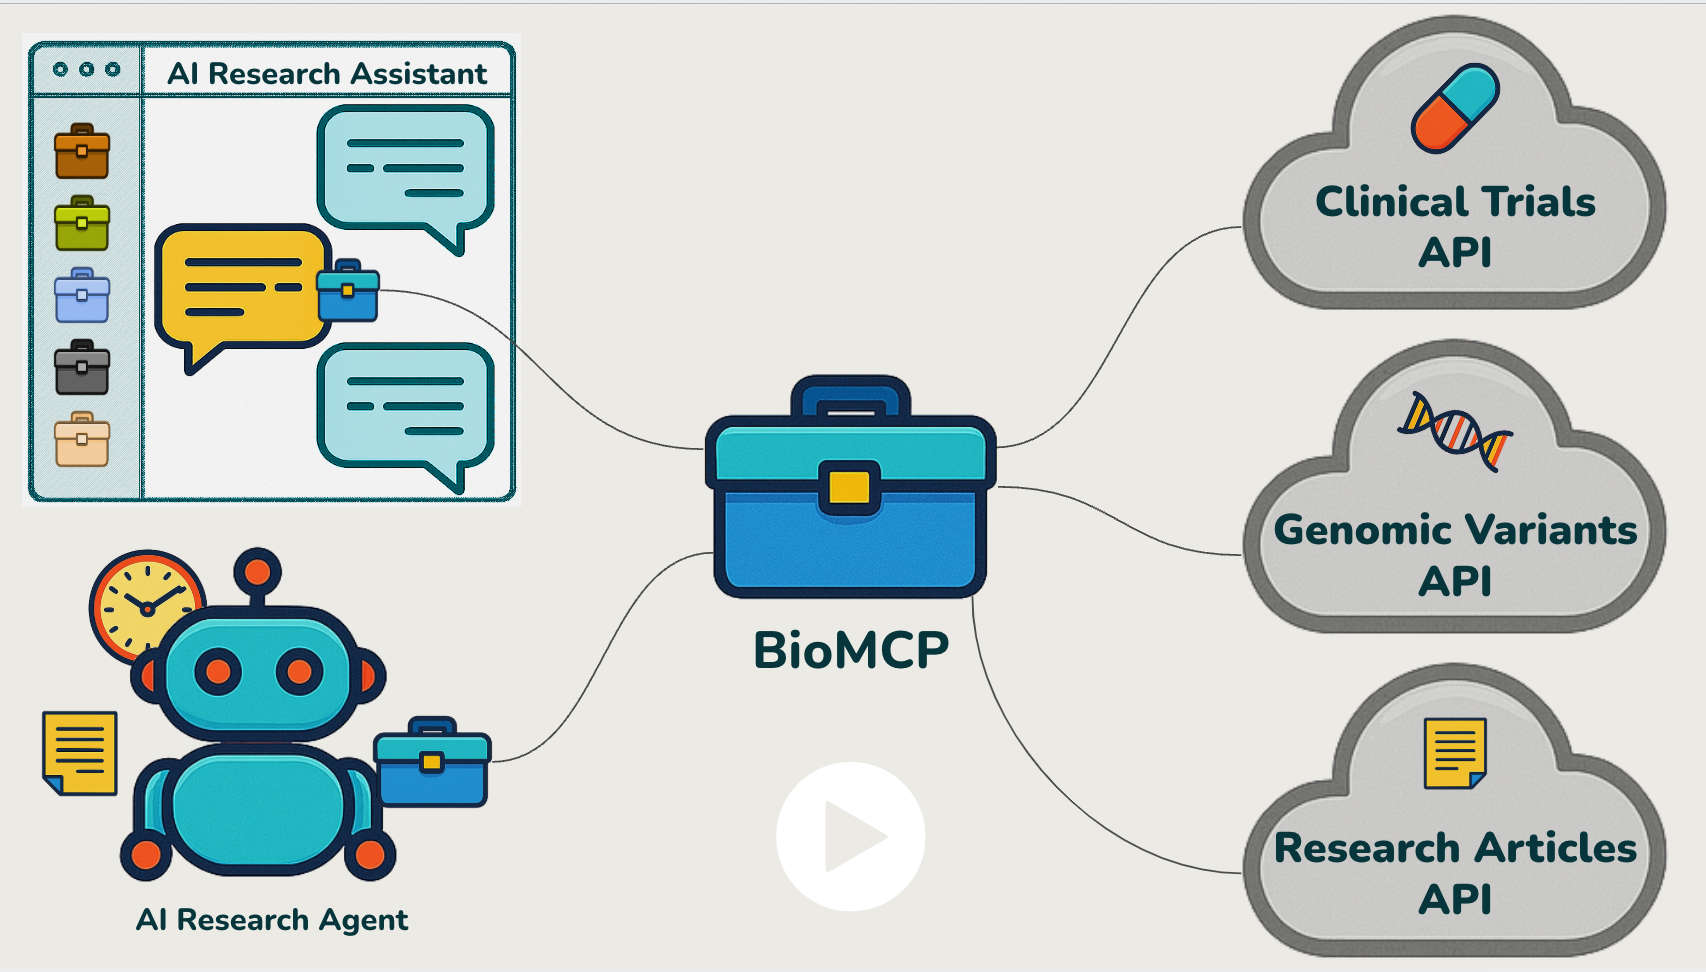 AI Research Assistant
Clinical Trials
API
Genomic Variants
API
BioMCP
Research Articles
API
AI Research Agent